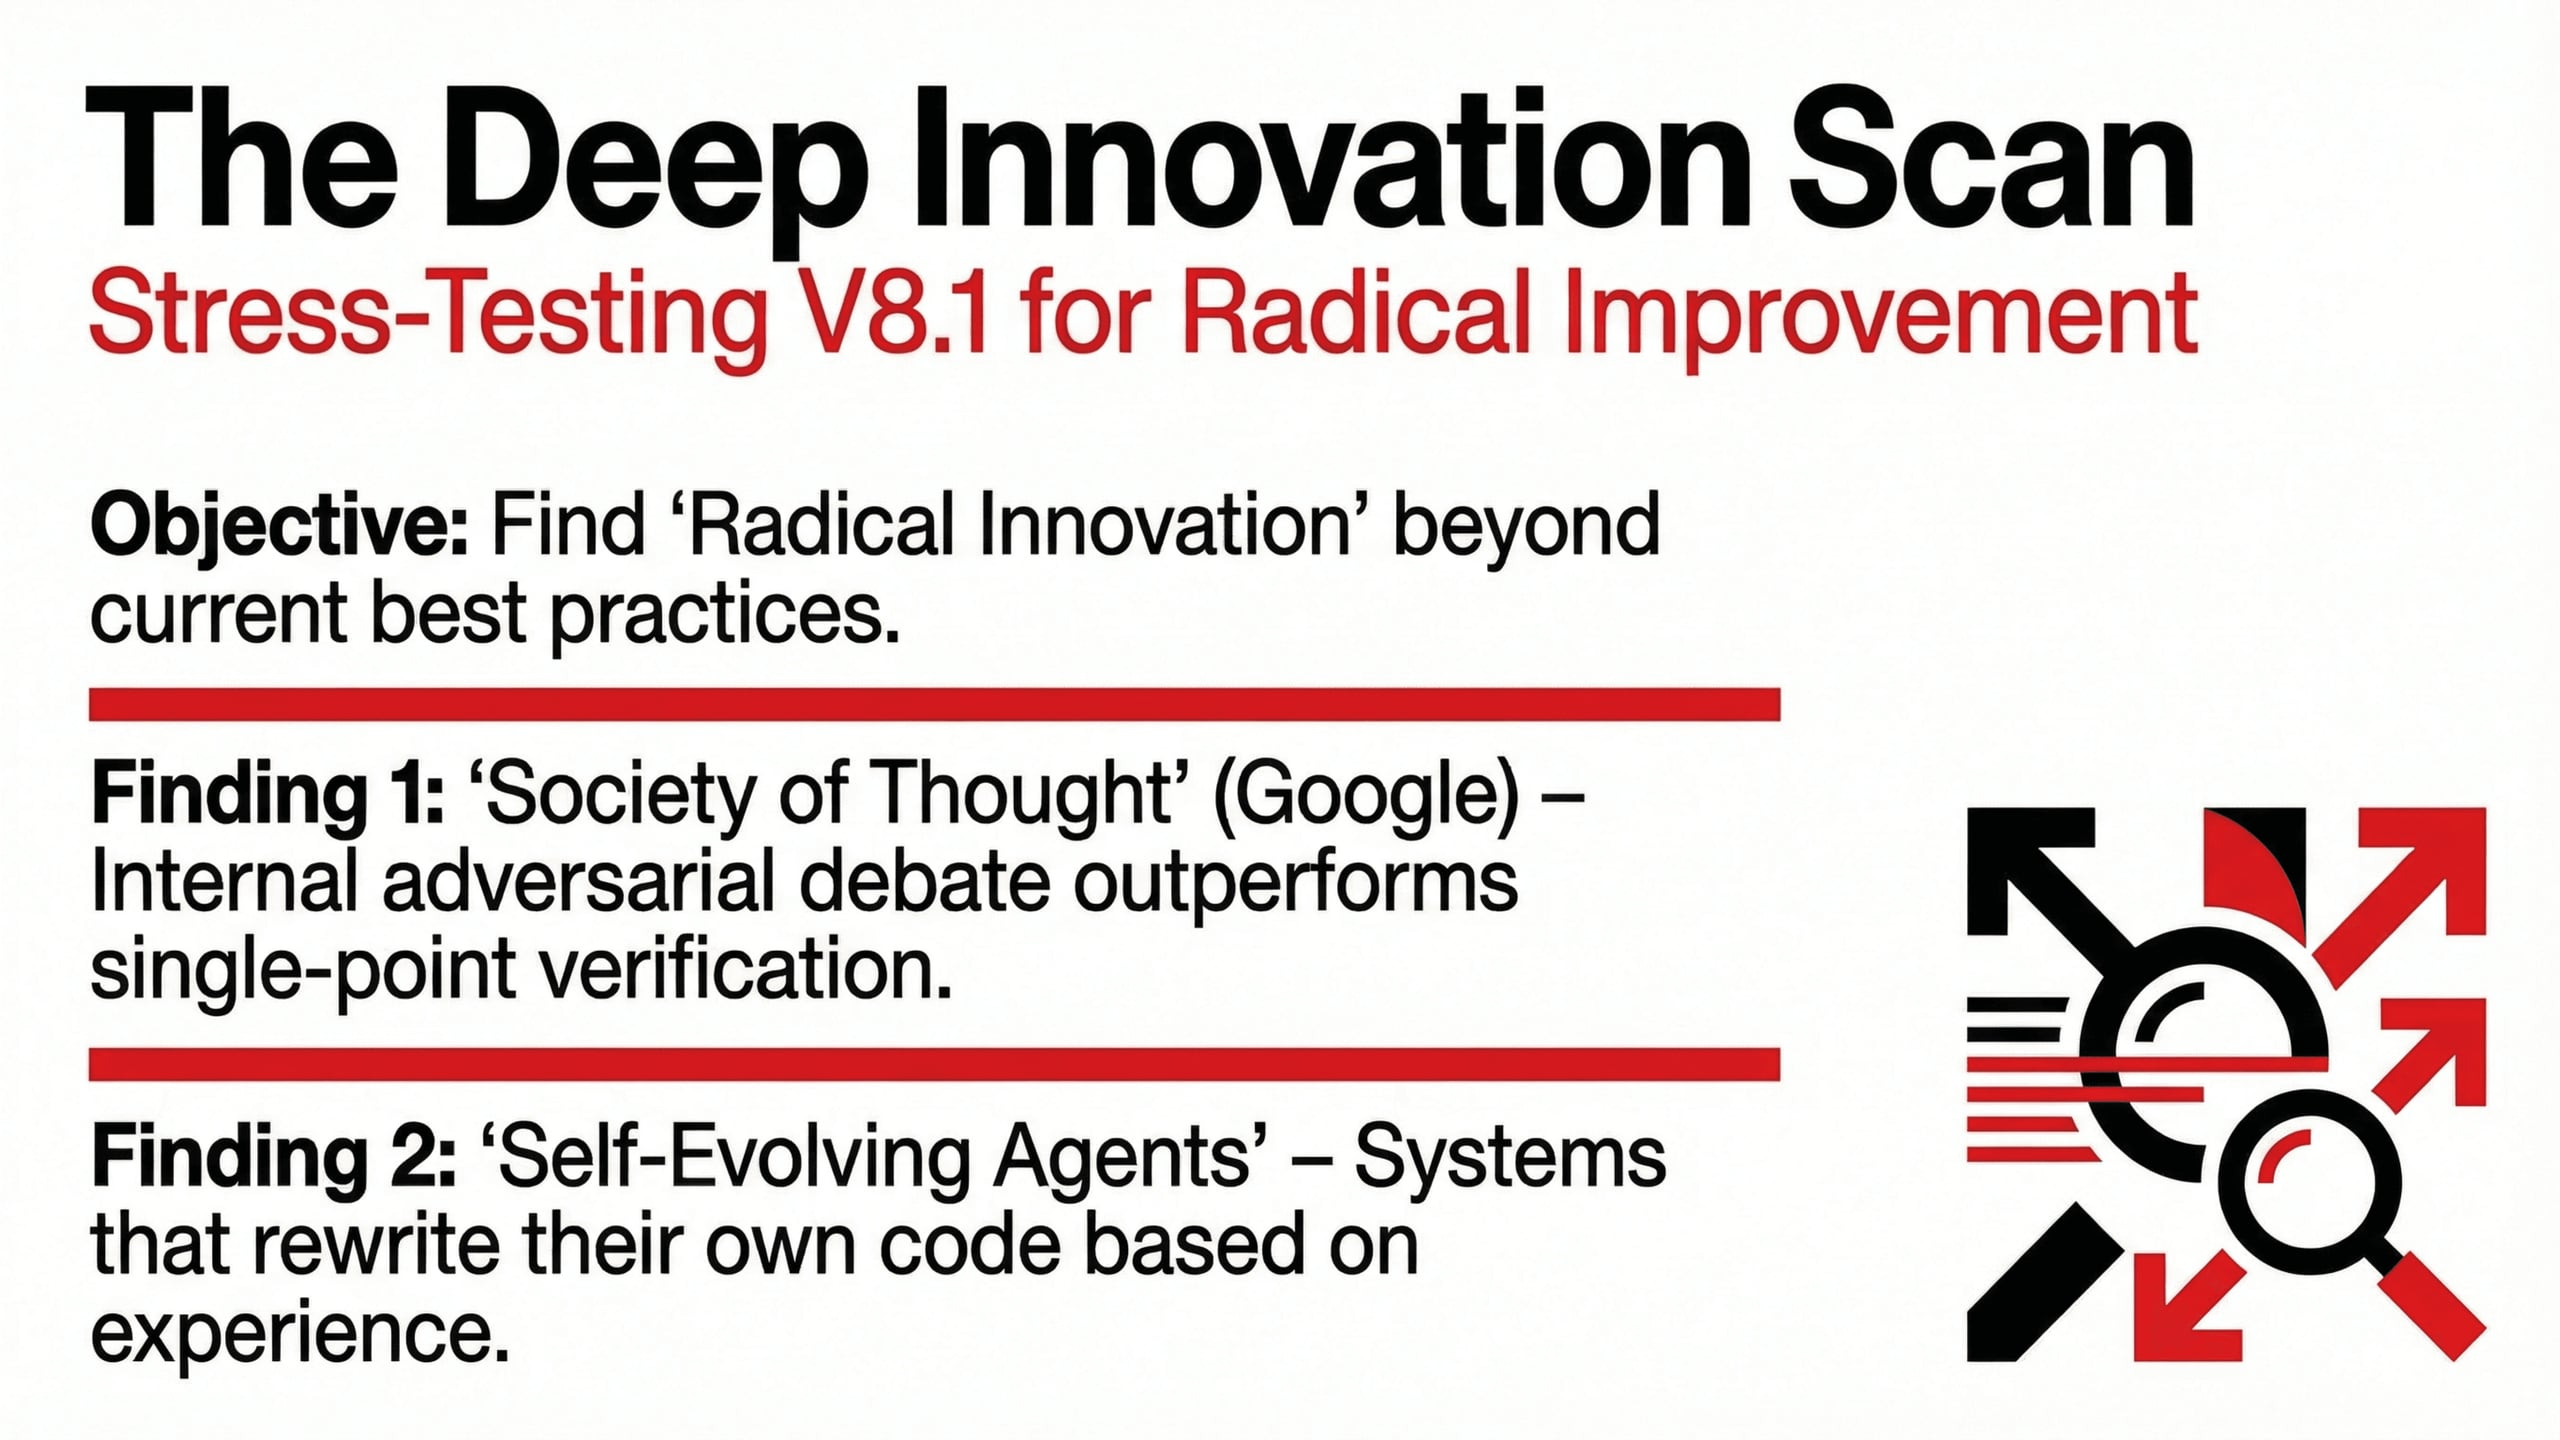 The Deep Innovation Scan
Stress-Testing V8.1 for Radical Improvement
Objective: Find ‘Radical Innovation’ beyond
current best practices.
Finding 1: ‘Society of Thought’ (Google) –
Internal adversarial debate outperforms
single-point verification.
Finding 2: ‘Self-Evolving Agents’ – Systems
that rewrite their own code based on
experience.